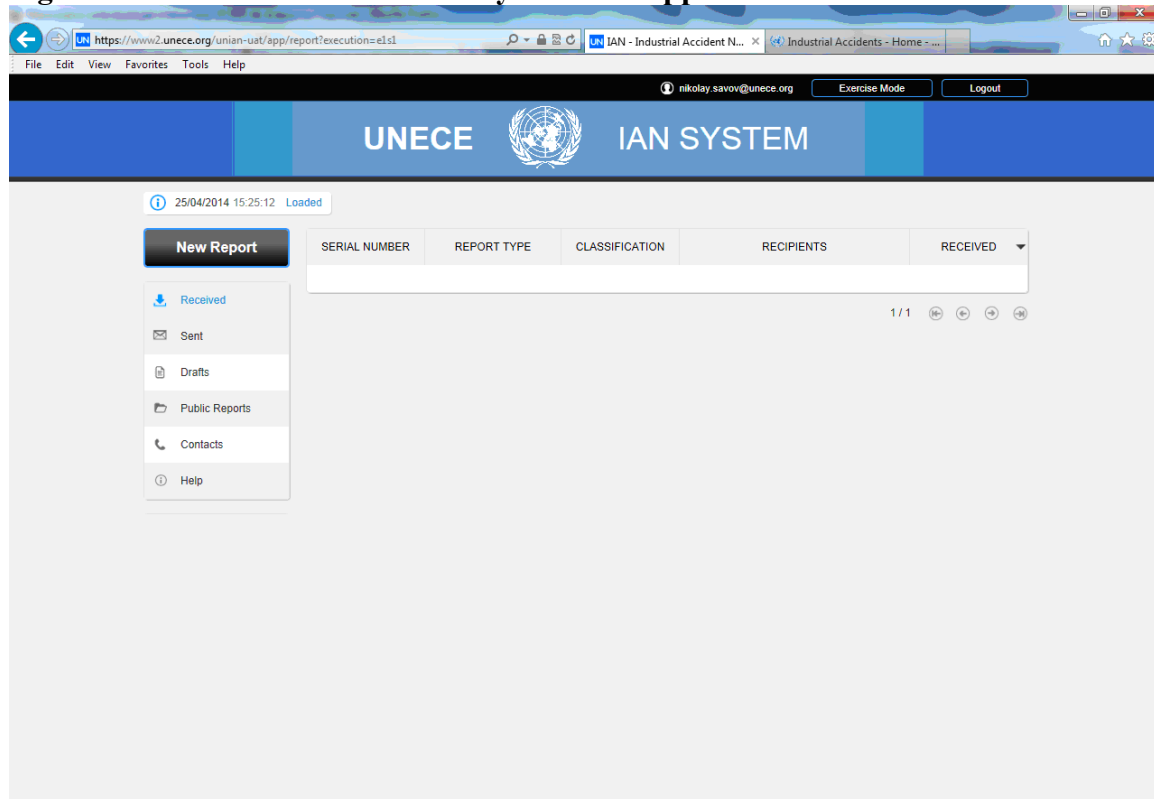 https://www2.unece.org/unian-uat/app/report?execution=e1s1
UN IAN - Industrial Accident N... Industrial Accidents - Home - ...
File Edit View Favorites Tools Help
nikolay.savov@unece.org Exercise Mode Logout
UNECE IAN SYSTEM
25/04/2014 15:25:12 Loaded
New Report
SERIAL NUMBER REPORT TYPE CLASSIFICATION RECIPIENTS RECEIVED
Received
1 / 1
Sent
Drafts
Public Reports
Contacts
Help